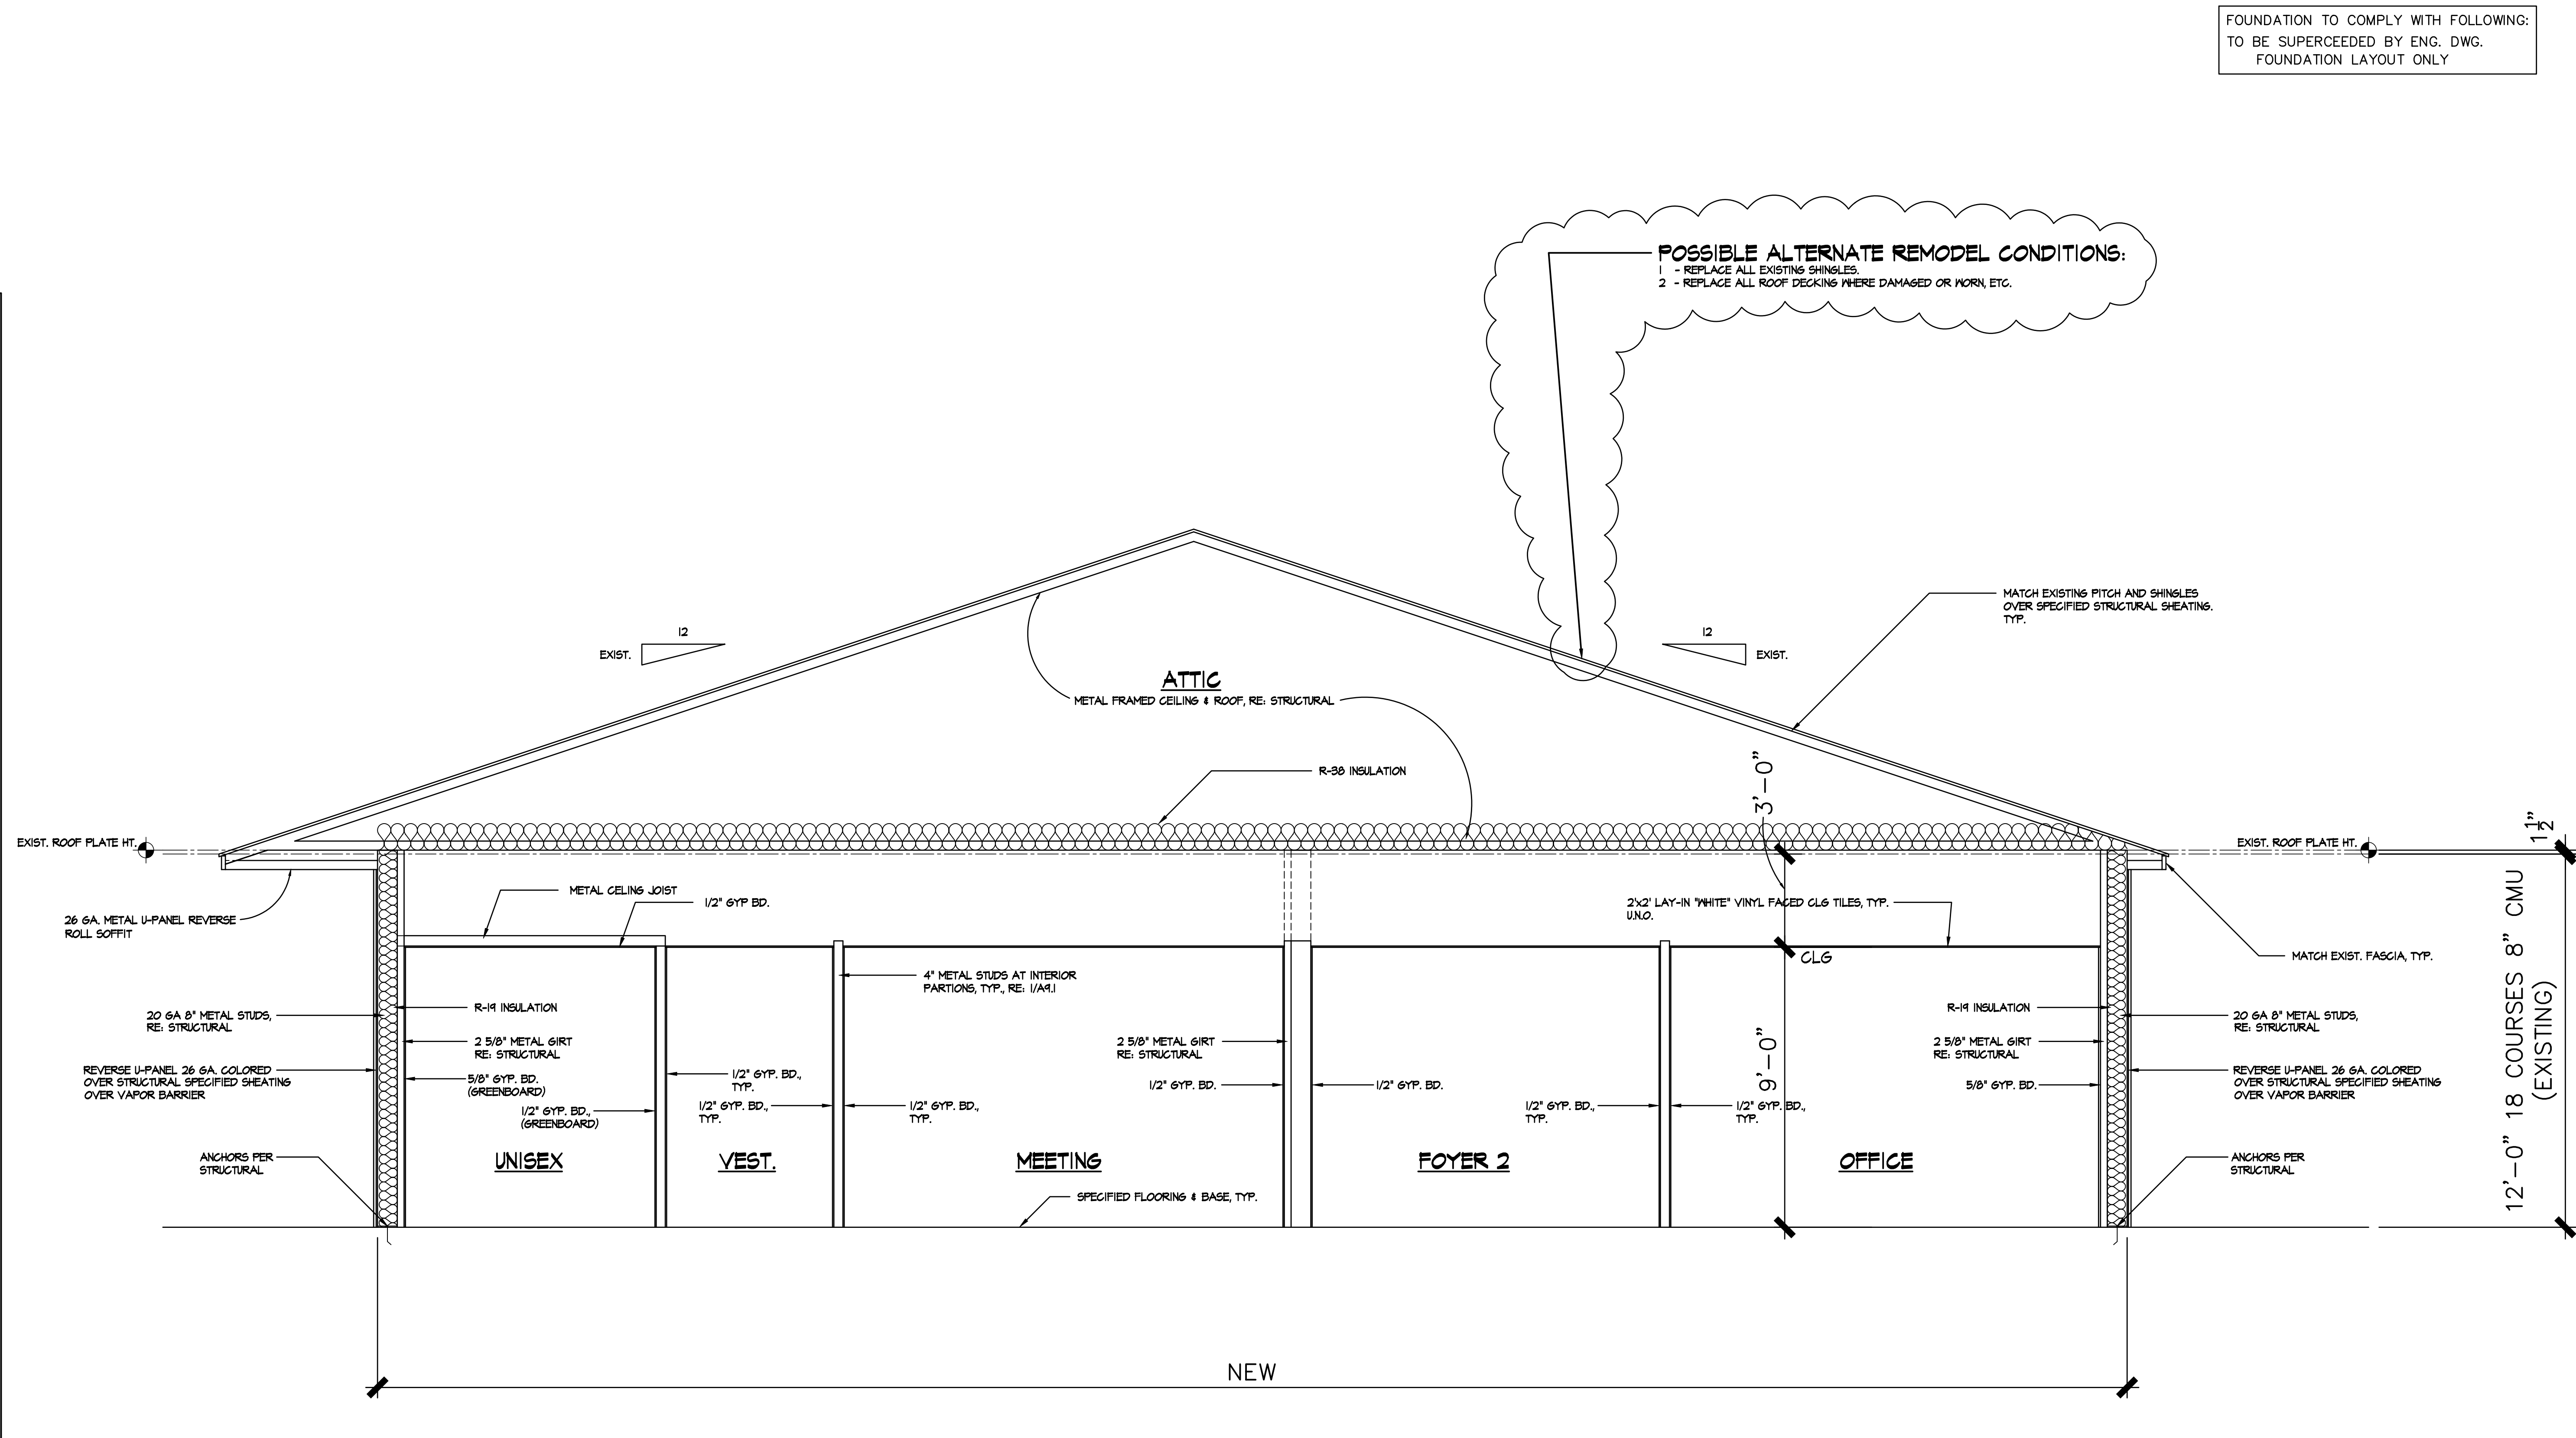 FOUNDATION TO COMPLY WITH FOLLOWING:
TO BE SUPERCEEDED BY ENG. DWG.
FOUNDATION LAYOUT ONLY
POSSIBLE ALTERNATE REMODEL CONDITIONS:
1 - REPLACE ALL EXISTING SHINGLES.
2 - REPLACE ALL ROOF DECKING WHERE DAMAGED OR WORN, ETC.
MATCH EXISTING PITCH AND SHINGLES
OVER SPECIFIED STRUCTURAL SHEATING.
TYP.
12
EXIST.
12
EXIST.
ATTIC
METAL FRAMED CEILING & ROOF, RE: STRUCTURAL
R-38 INSULATION
3'-0"
1 1/2"
EXIST. ROOF PLATE HT.
EXIST. ROOF PLATE HT.
METAL CELING JOIST
1/2" GYP BD.
2'x2' LAY-IN "WHITE" VINYL FACED CLG TILES, TYP.
U.N.O.
26 GA. METAL U-PANEL REVERSE
ROLL SOFFIT
CLG
MATCH EXIST. FASCIA, TYP.
4" METAL STUDS AT INTERIOR
PARTIONS, TYP., RE: 1/A9.1
R-19 INSULATION
R-19 INSULATION
20 GA 8" METAL STUDS,
RE: STRUCTURAL
20 GA 8" METAL STUDS,
RE: STRUCTURAL
2 5/8" METAL GIRT
RE: STRUCTURAL
2 5/8" METAL GIRT
RE: STRUCTURAL
2 5/8" METAL GIRT
RE: STRUCTURAL
9'-0"
12'-0" 18 COURSES 8" CMU
(EXISTING)
REVERSE U-PANEL 26 GA. COLORED
OVER STRUCTURAL SPECIFIED SHEATING
OVER VAPOR BARRIER
5/8" GYP. BD.
(GREENBOARD)
1/2" GYP. BD.,
TYP.
1/2" GYP. BD.
1/2" GYP. BD.
5/8" GYP. BD.
REVERSE U-PANEL 26 GA. COLORED
OVER STRUCTURAL SPECIFIED SHEATING
OVER VAPOR BARRIER
1/2" GYP. BD.,
(GREENBOARD)
1/2" GYP. BD.,
TYP.
1/2" GYP. BD.,
TYP.
1/2" GYP. BD.,
TYP.
1/2" GYP. BD.,
TYP.
ANCHORS PER
STRUCTURAL
UNISEX
VEST.
MEETING
FOYER 2
OFFICE
ANCHORS PER
STRUCTURAL
SPECIFIED FLOORING & BASE, TYP.
NEW